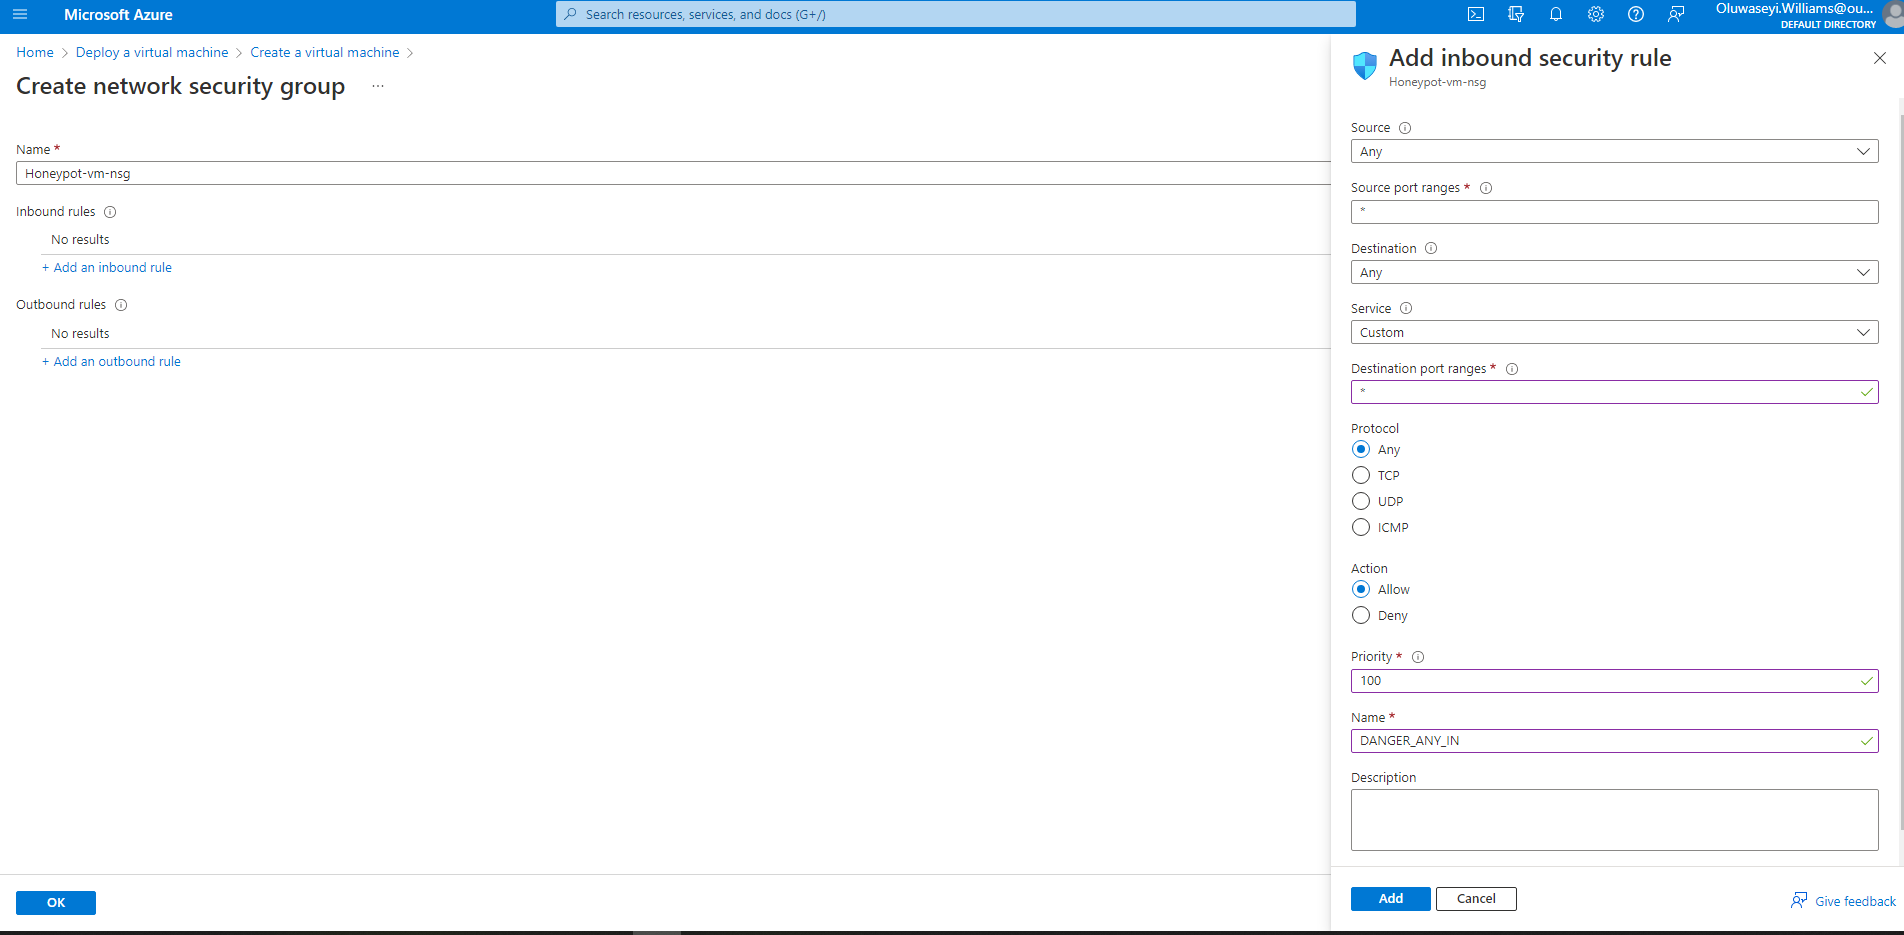 Microsoft Azure
Search resources, services, and docs (G+/)
Oluwaseyi.Williams@ou...
DEFAULT DIRECTORY
Home > Deploy a virtual machine > Create a virtual machine >
Create network security group ...
Name *
Honeypot-vm-nsg
Inbound rules
No results
+ Add an inbound rule
Outbound rules
No results
+ Add an outbound rule
OK
Add inbound security rule
Honeypot-vm-nsg
Source
Any
Source port ranges *
*
Destination
Any
Service
Custom
Destination port ranges *
*
Protocol
Any
TCP
UDP
ICMP
Action
Allow
Deny
Priority *
100
Name *
DANGER_ANY_IN
Description
Add
Cancel
Give feedback